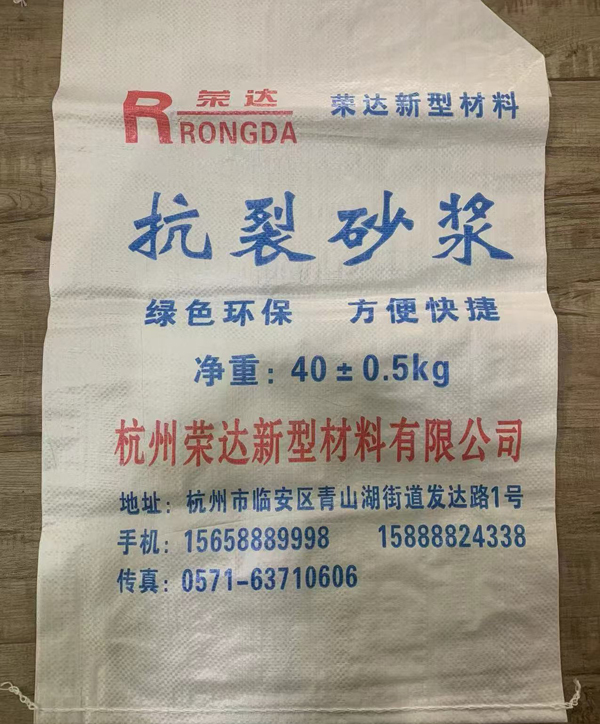 荣达 荣达新型材料
R RONGDA
抗裂砂浆
绿色环保 方便快捷
净重：40±0.5kg
杭州荣达新型材料有限公司
地址：杭州市临安区青山湖街道发达路1号
手机：15658889998 15888824338
传真：0571-63710606